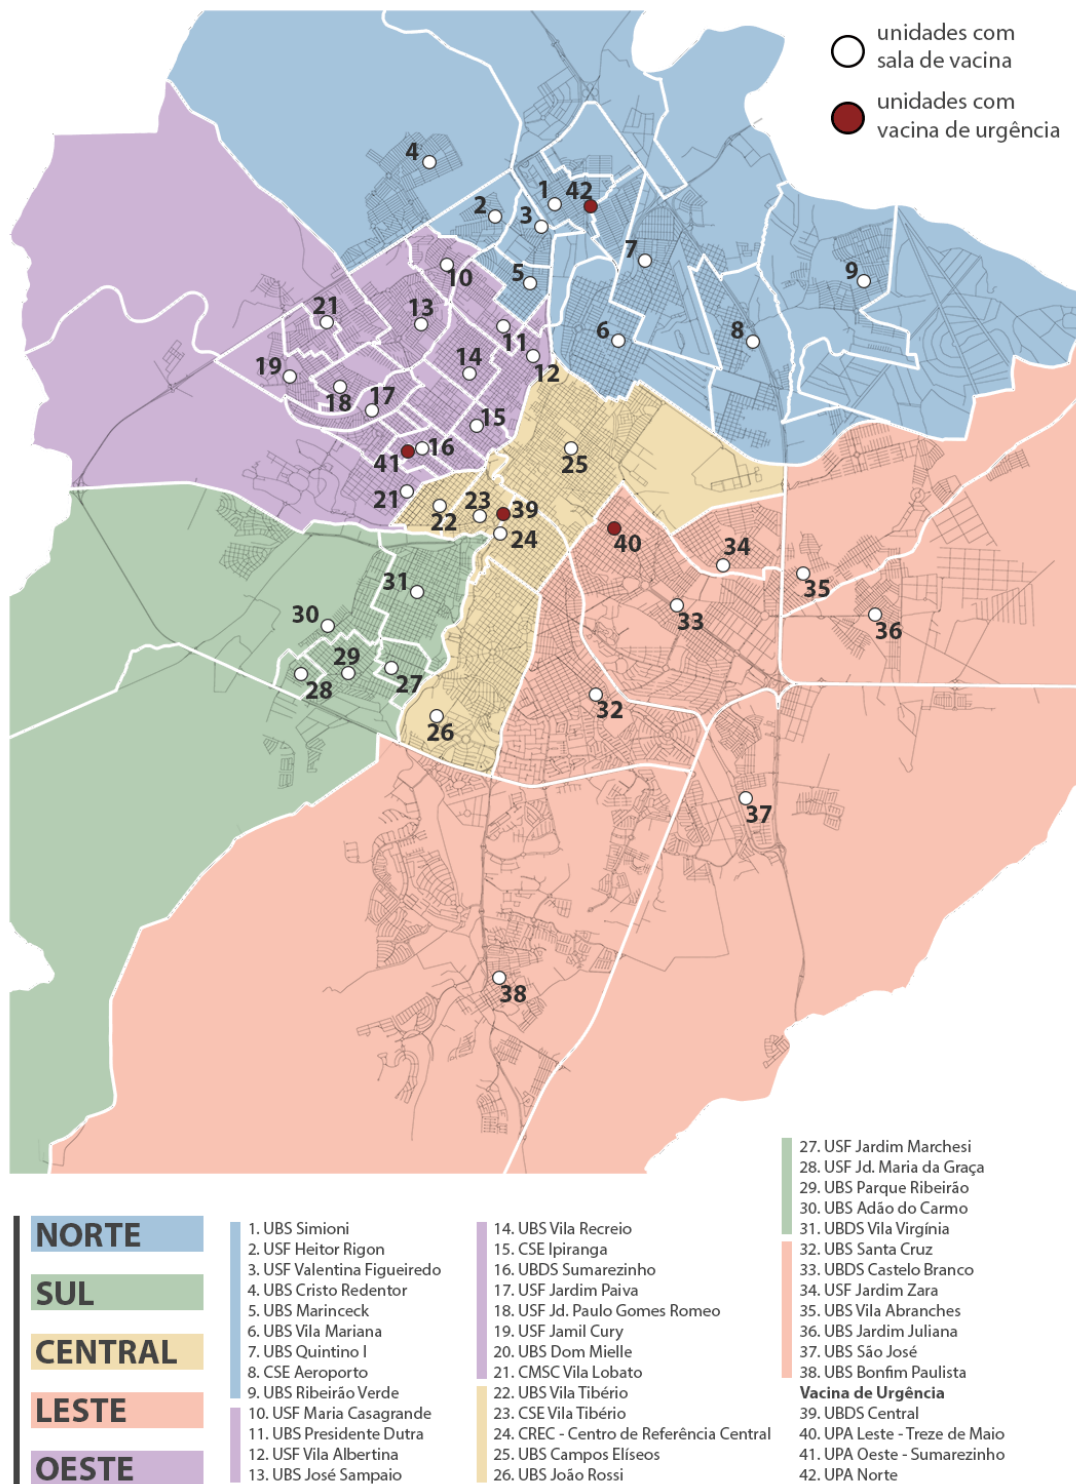 unidades com
sala de vacina
unidades com
vacina de urgência
4
1
42
2
3
7
10
5
9
21
13
6
8
11
12
14
19
18
17
15
41
16
25
21
22
23
39
24
40
34
31
35
30
33
36
29
28
27
32
26
37
38
NORTE
SUL
CENTRAL
LESTE
OESTE
1. UBS Simioni
2. USF Heitor Rigon
3. USF Valentina Figueiredo
4. UBS Cristo Redentor
5. UBS Marinceck
6. UBS Vila Mariana
7. UBS Quintino I
8. CSE Aeroporto
9. UBS Ribeirão Verde
10. USF Maria Casagrande
11. UBS Presidente Dutra
12. USF Vila Albertina
13. UBS José Sampaio
14. UBS Vila Recreio
15. CSE Ipiranga
16. UBDS Sumarezinho
17. USF Jardim Paiva
18. USF Jd. Paulo Gomes Romeo
19. USF Jamil Cury
20. UBS Dom Mielle
21. CMSC Vila Lobato
22. UBS Vila Tibério
23. CSE Vila Tibério
24. CREC - Centro de Referência Central
25. UBS Campos Elíseos
26. UBS João Rossi
27. USF Jardim Marchesi
28. USF Jd. Maria da Graça
29. UBS Parque Ribeirão
30. UBS Adão do Carmo
31. UBDS Vila Virgínia
32. UBS Santa Cruz
33. UBDS Castelo Branco
34. USF Jardim Zara
35. UBS Vila Abranches
36. UBS Jardim Juliana
37. UBS São José
38. UBS Bonfim Paulista
Vacina de Urgência
39. UBDS Central
40. UPA Leste - Treze de Maio
41. UPA Oeste - Sumarezinho
42. UPA Norte